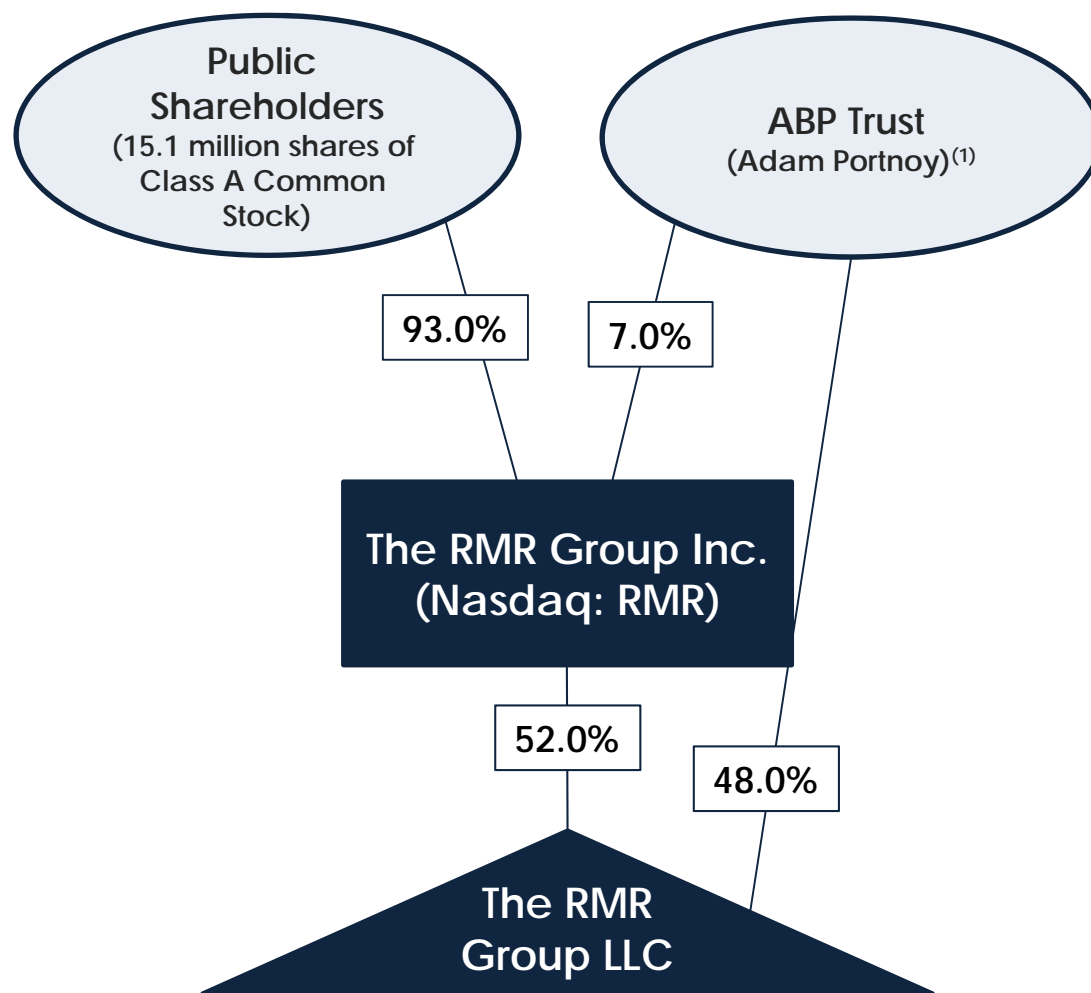 Public
Shareholders
(15.1 million shares of
Class A Common
Stock)
ABP Trust
(Adam Portnoy)(1)
93.0%
7.0%
The RMR Group Inc.
(Nasdaq: RMR)
52.0%
48.0%
The RMR
Group LLC